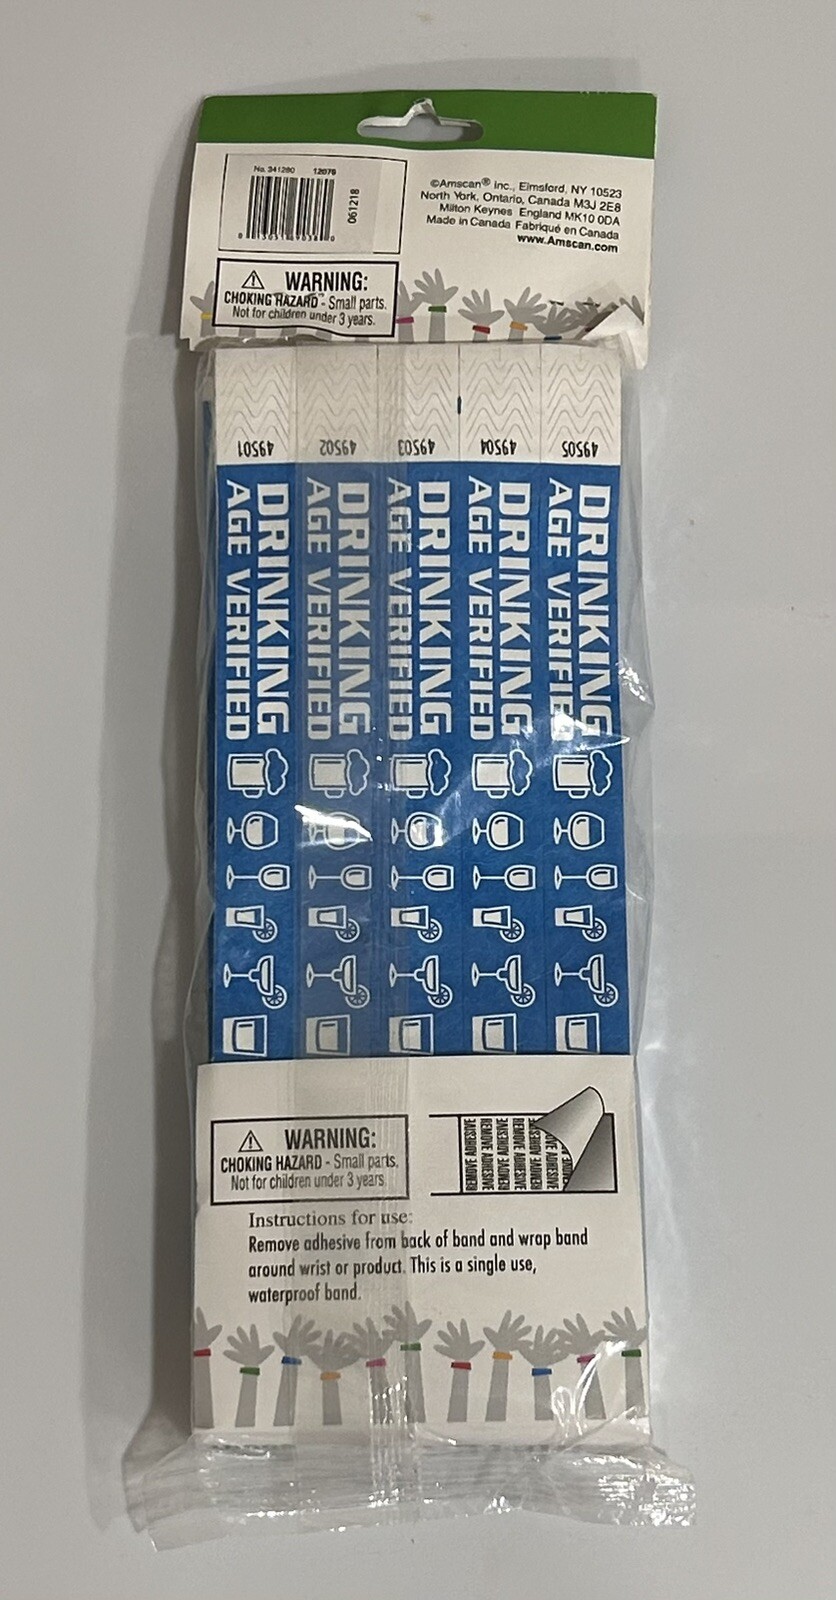 No. 341280 12076
061218
©Amscan® Inc., Elmsford, NY 10523
North York, Ontario, Canada M3J 2E8
Milton Keynes England MK10 0DA
Made in Canada Fabriqué en Canada
www.Amscan.com
WARNING:
CHOKING HAZARD - Small parts.
Not for children under 3 years.
49501 49502 49503 49504 49505
DRINKING
AGE VERIFIED
DRINKING
AGE VERIFIED
DRINKING
AGE VERIFIED
DRINKING
AGE VERIFIED
DRINKING
AGE VERIFIED
WARNING:
CHOKING HAZARD - Small parts.
Not for children under 3 years.
REMOVE ADHESIVE
REMOVE ADHESIVE
REMOVE ADHESIVE
REMOVE ADHESIVE
REMOVE ADHESIVE
Instructions for use:
Remove adhesive from back of band and wrap band
around wrist or product. This is a single use,
waterproof band.